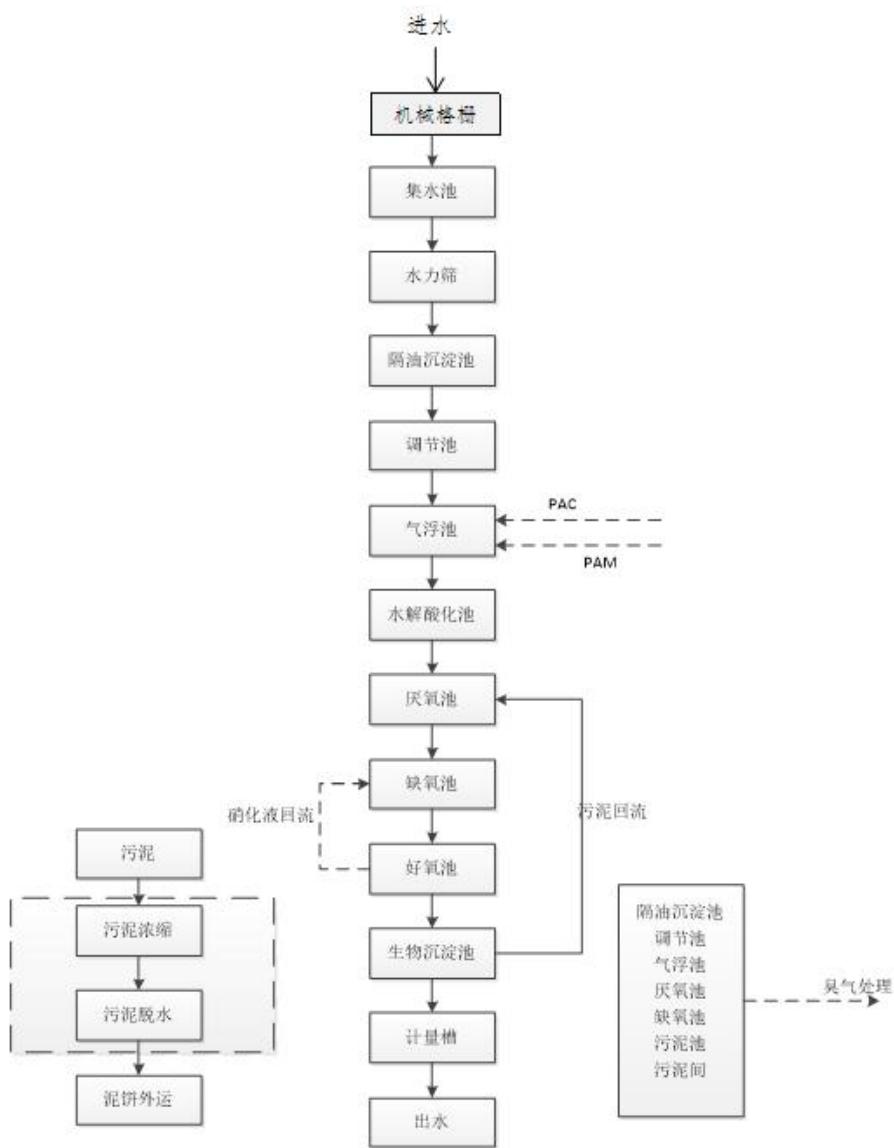 进水
机械格栅
集水池
水力筛
隔油沉淀池
调节池
气浮池
PAC
PAM
水解酸化池
厌氧池
缺氧池
硝化液回流
污泥回流
好氧池
生物沉淀池
计量槽
出水
污泥
污泥浓缩
污泥脱水
泥饼外运
隔油沉淀池
调节池
气浮池
厌氧池
缺氧池
污泥池
污泥间
臭气处理